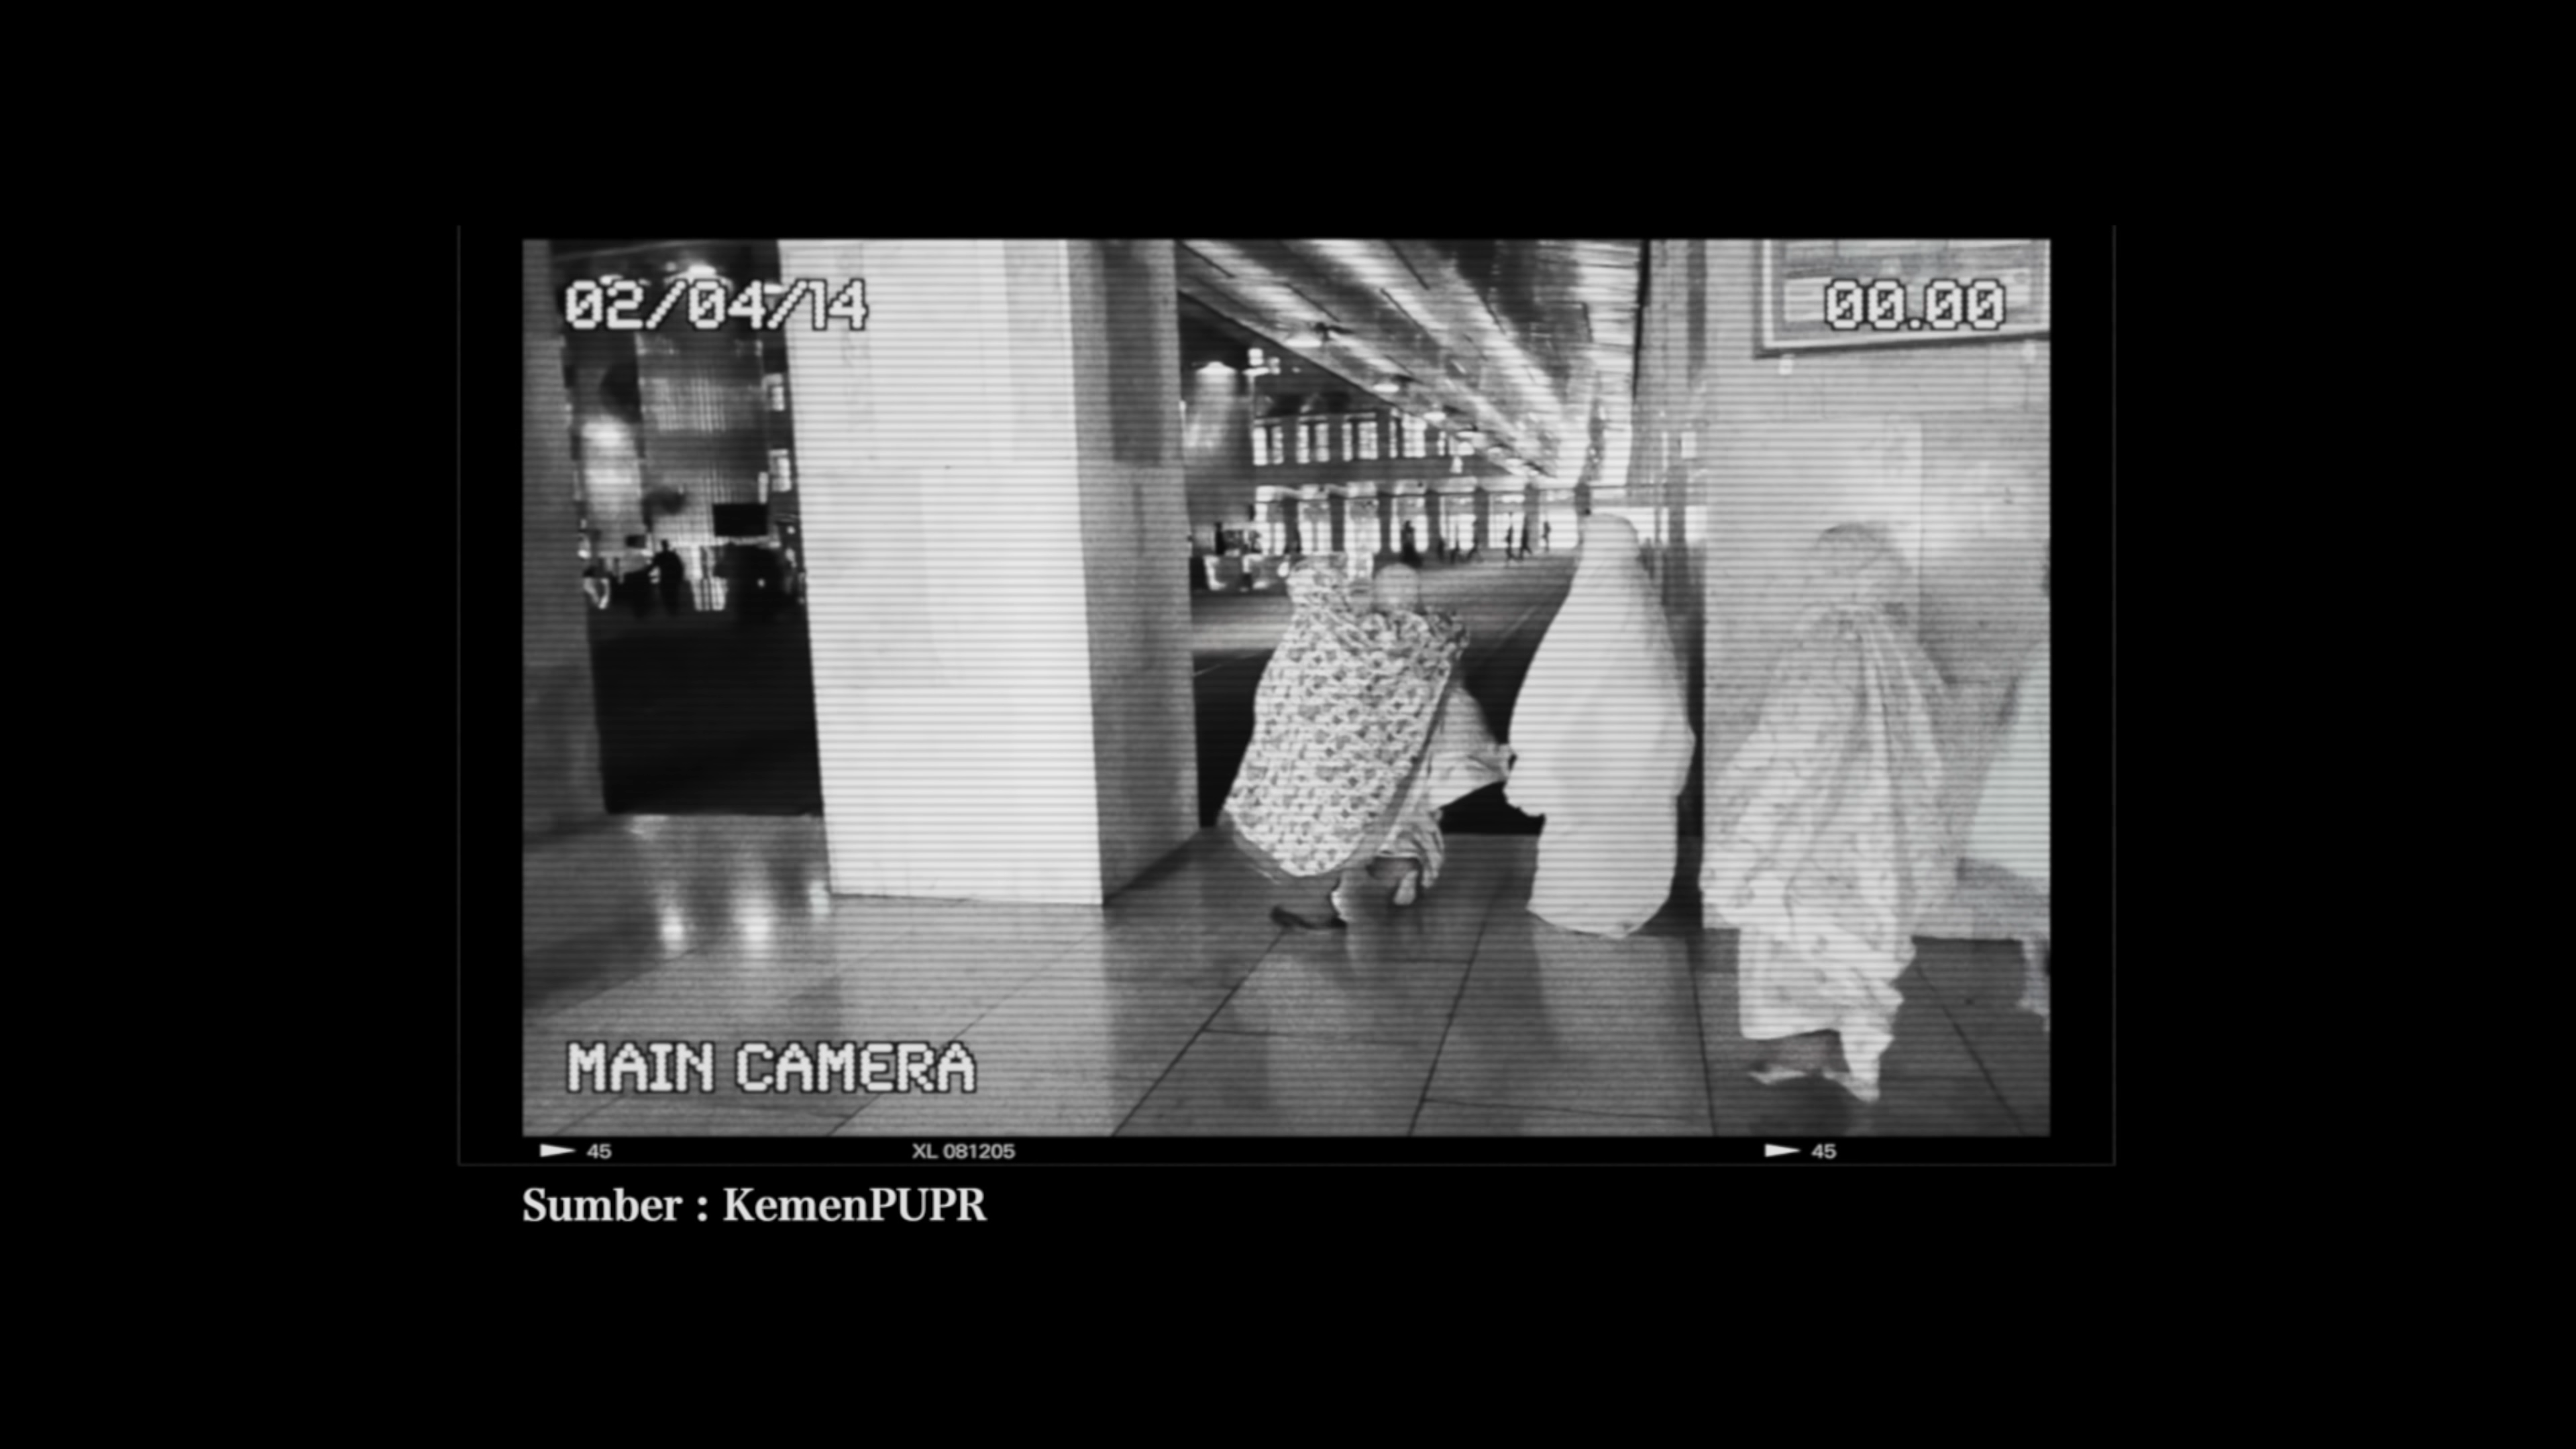 02/04/14
00.00
MAIN CAMERA
45
XL 081205
45
Sumber : KemenPUPR